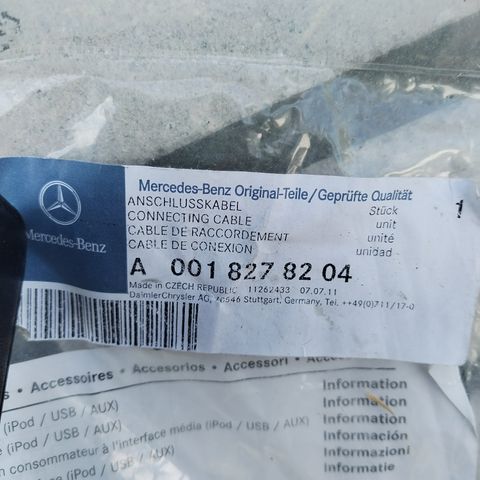 Mercedes-Benz
Mercedes-Benz Original-Teile/Geprüfte Qualität
ANSCHLUSSKABEL Stück 1
CONNECTING CABLE unit
CABLE DE RACCORDEMENT unité
CABLE DE CONEXION unidad
A 001 827 82 04
Made in CZECH REPUBLIC 11262433 07.07.11
DaimlerChrysler AG, 70546 Stuttgart, Germany, Tel. ++49(0)711/17-0
s • Accessoires • Accesorios • Accessori • Access
(iPod / USB / AUX)
e (iPod / USB / AUX)
n consommateur à l'interface média (iPod / USB / AUX)
face (iPod / USB / AUX)
Information
Information
Information
Información
Informazioni
Informatie